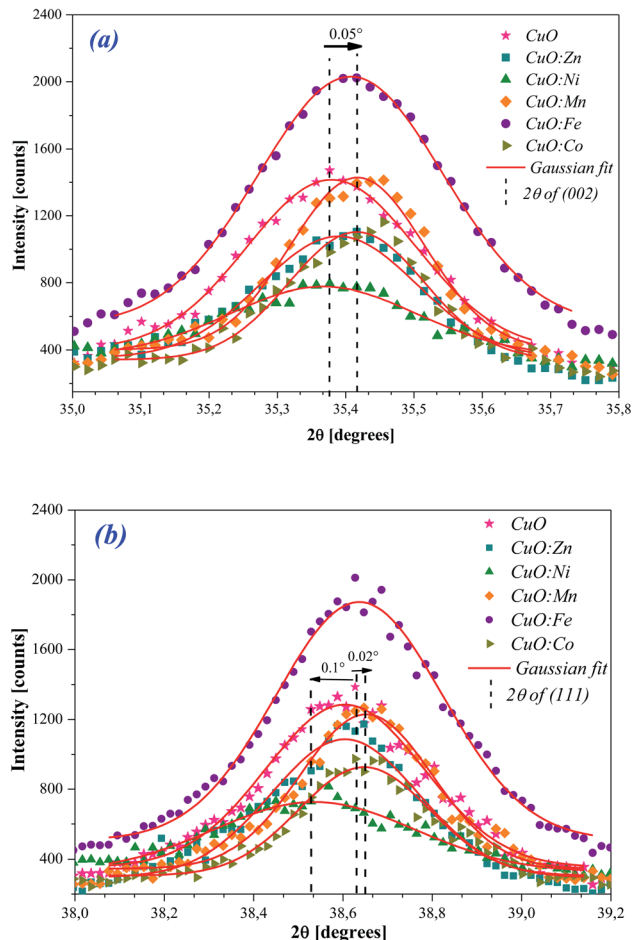 (a)
0.05°
CuO
CuO:Zn
CuO:Ni
CuO:Mn
CuO:Fe
CuO:Co
Gaussian fit
2θ of (002)
2400
2000
1600
1200
800
400
Intensity [counts]
35,0 35,1 35,2 35,3 35,4 35,5 35,6 35,7 35,8
2θ [degrees]
(b)
0.1°
0.02°
CuO
CuO:Zn
CuO:Ni
CuO:Mn
CuO:Fe
CuO:Co
Gaussian fit
2θ of (111)
2400
2000
1600
1200
800
400
Intensity [counts]
38,0 38,2 38,4 38,6 38,8 39,0 39,2
2θ [degrees]